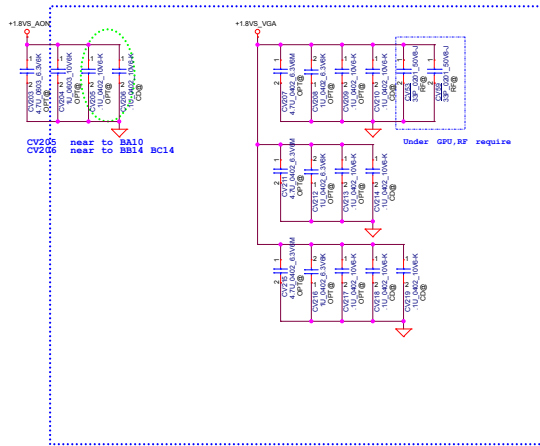 +1.8VS_AON
+1.8VS_VGA
CV203
4.7U_0603_6.3V6K
OPT@
CV204
1U_0603_10V6K
OPT@
CV205
.1U_0402_10V6-K
OPT@
CV206
.1U_0402_10V6-K
CD@
CV205 near to BA10
CV206 near to BB14 BC14
CV207
4.7U_0402_6.3V6M
OPT@
CV208
1U_0402_6.3V6K
OPT@
CV209
.1U_0402_10V6-K
OPT@
CV210
.1U_0402_10V6-K
CD@
33P_0201_50V8-J
RF@
33P_0201_50V8-J
RF@
Under GPU,RF require
CV211
4.7U_0402_6.3V6M
OPT@
CV212
1U_0402_6.3V6K
OPT@
CV213
.1U_0402_10V6-K
OPT@
CV214
.1U_0402_10V6-K
CD@
CV215
4.7U_0402_6.3V6M
OPT@
CV216
1U_0402_6.3V6K
OPT@
CV217
.1U_0402_10V6-K
OPT@
CV218
.1U_0402_10V6-K
CD@
CV219
.1U_0402_10V6-K
CD@